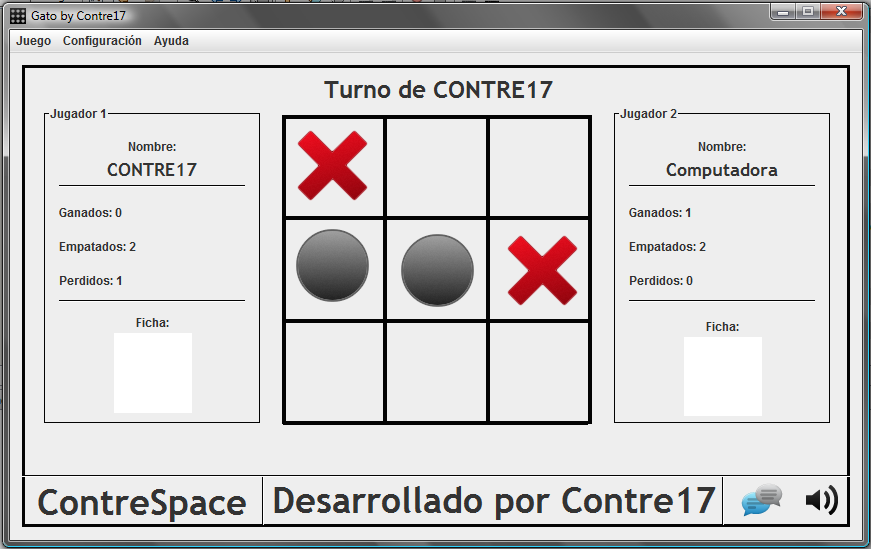 Gato by Contre17
Juego Configuración Ayuda
Turno de CONTRE17
Jugador 1
Nombre:
CONTRE17
Ganados: 0
Empatados: 2
Perdidos: 1
Ficha:
Jugador 2
Nombre:
Computadora
Ganados: 1
Empatados: 2
Perdidos: 0
Ficha:
ContreSpace
Desarrollado por Contre17